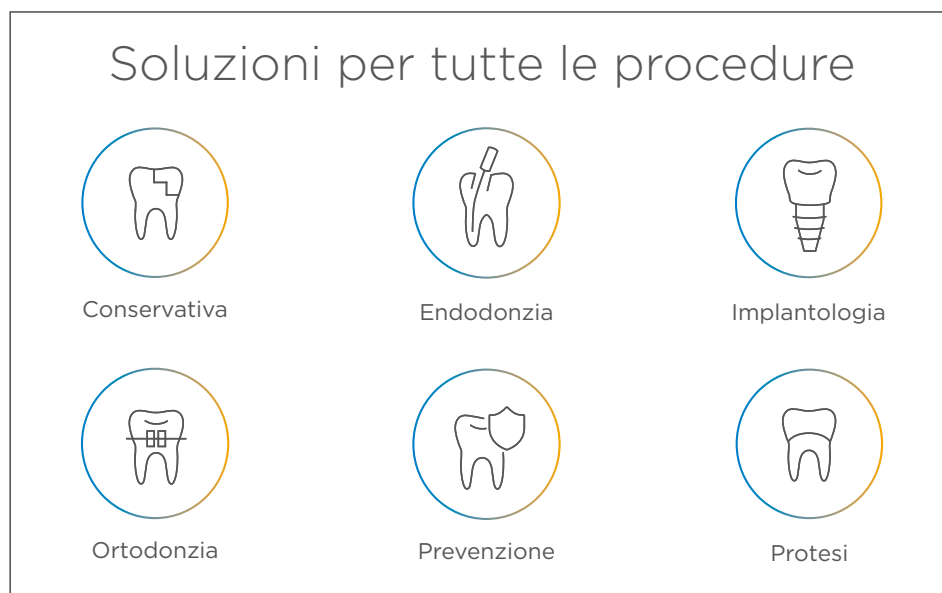 Soluzioni per tutte le procedure
Conservativa
Endodonzia
Implantologia
Ortodonzia
Prevenzione
Protesi